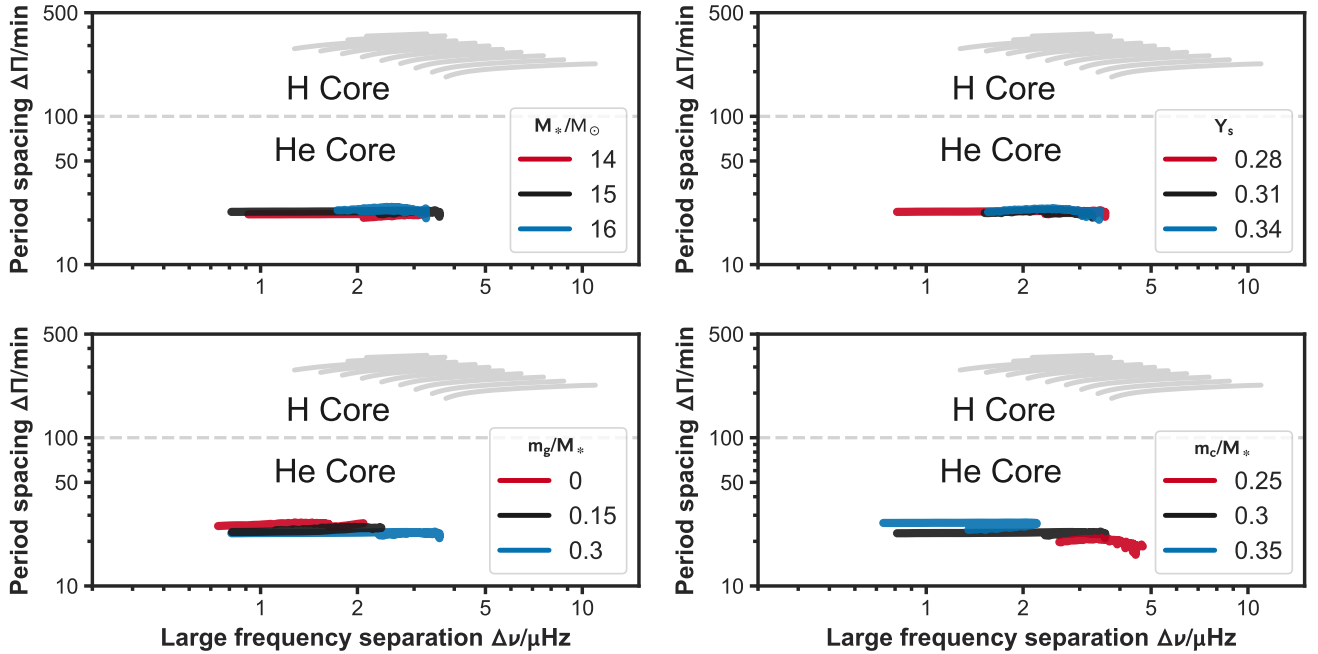 Period spacing ΔΠ/min
500
100
50
10
H Core
He Core
M∗/M⊙
14
15
16
1
2
5
10
Period spacing ΔΠ/min
500
100
50
10
H Core
He Core
Yₛ
0.28
0.31
0.34
1
2
5
10
Period spacing ΔΠ/min
500
100
50
10
H Core
He Core
m_g/M∗
0
0.15
0.3
1
2
5
10
Large frequency separation Δν/μHz
Period spacing ΔΠ/min
500
100
50
10
H Core
He Core
m_c/M∗
0.25
0.3
0.35
1
2
5
10
Large frequency separation Δν/μHz